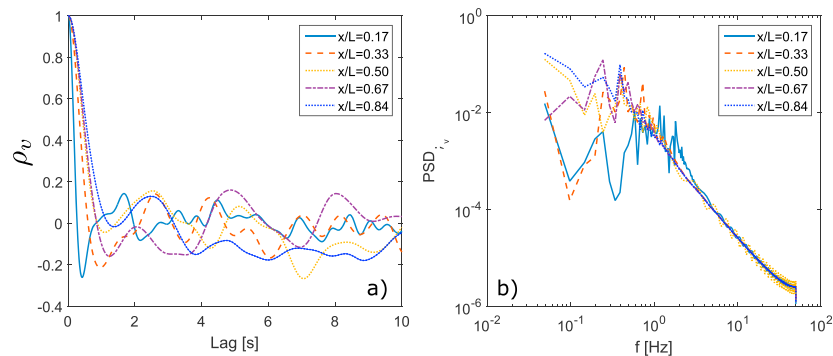 1
0.8
0.6
0.4
0.2
0
-0.2
-0.4
ρv
0 2 4 6 8 10
Lag [s]
x/L=0.17
x/L=0.33
x/L=0.50
x/L=0.67
x/L=0.84
a)
10^0
10^-2
10^-4
10^-6
10^-2 10^-1 10^0 10^1 10^2
f [Hz]
x/L=0.17
x/L=0.33
x/L=0.50
x/L=0.67
x/L=0.84
b)